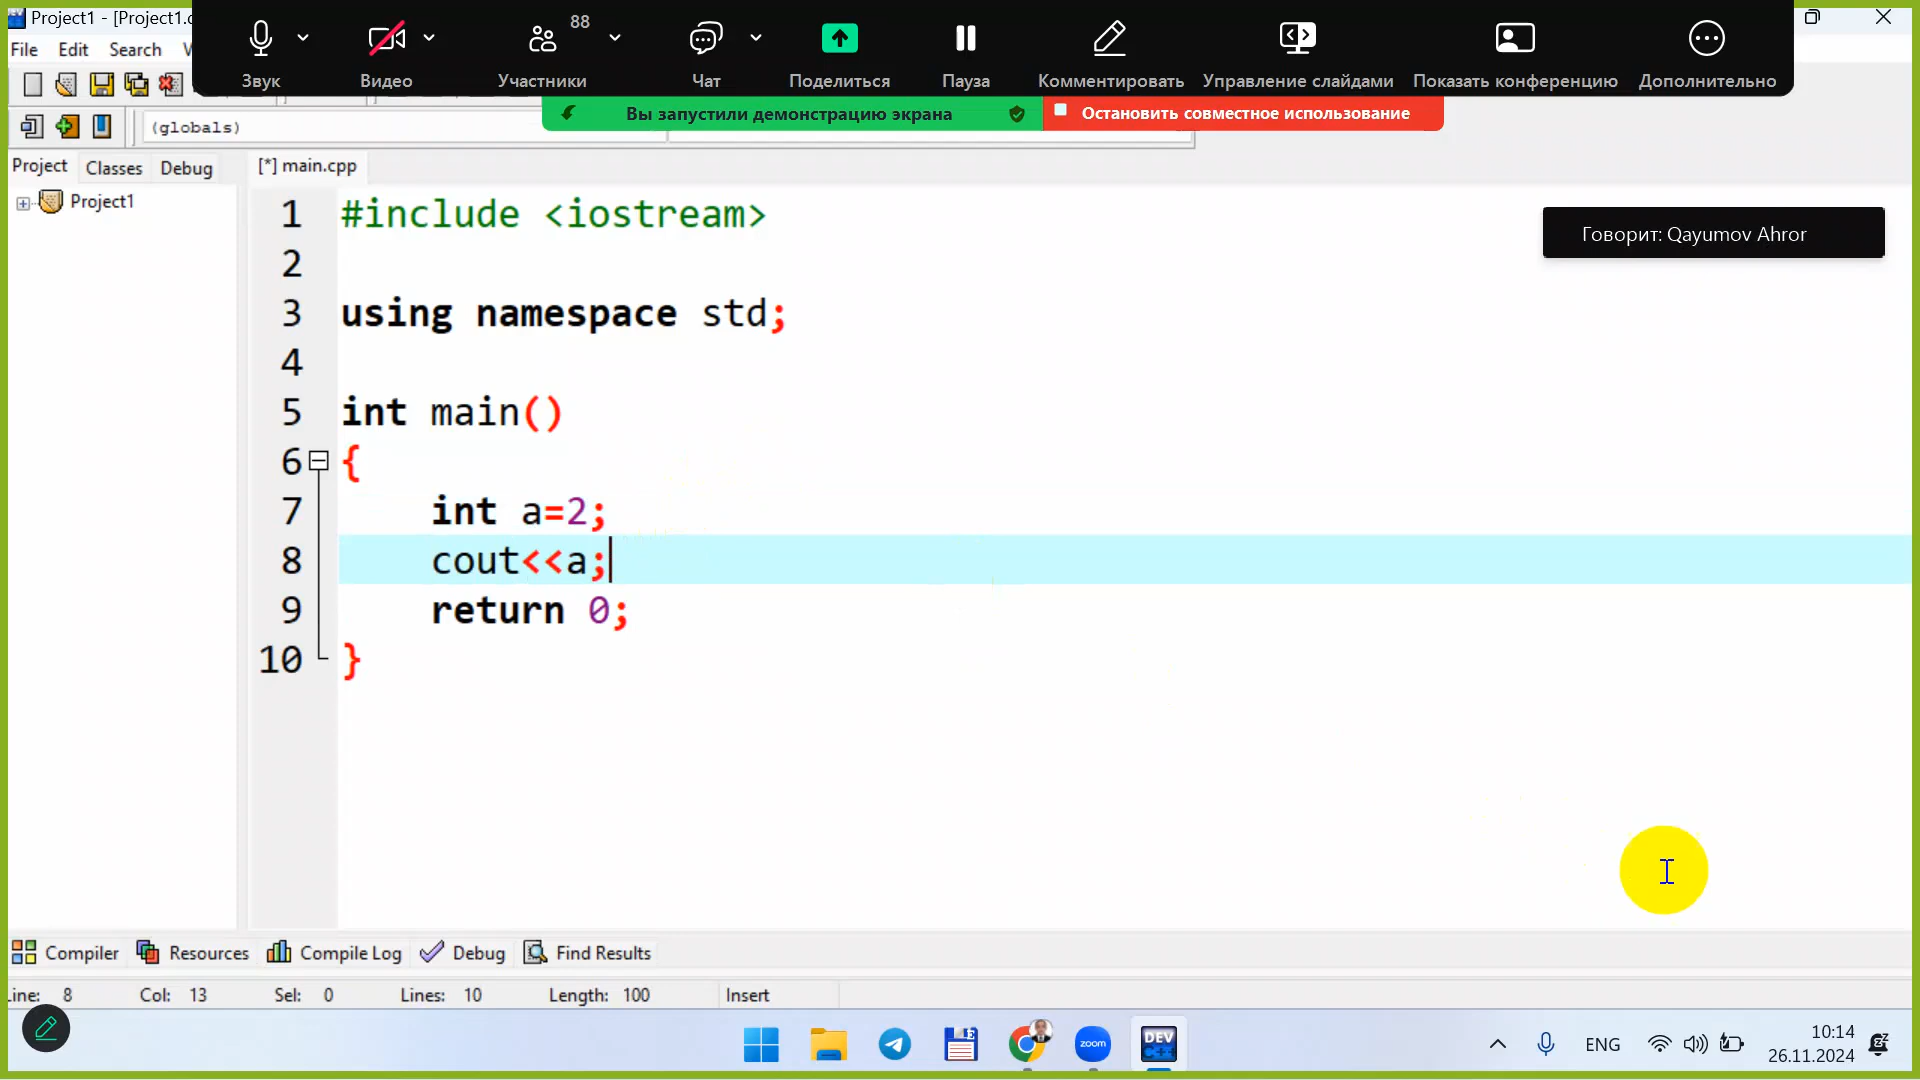 Project1 - [Project1.
88
Звук
Видео
Участники
Чат
Поделиться
Пауза
Комментировать
Управление слайдами
Показать конференцию
Дополнительно
File Edit Search
Вы запустили демонстрацию экрана
Остановить совместное использование
(globals)
Project Classes Debug
[*] main.cpp
Project1
Говорит: Qayumov Ahror
1 #include <iostream>
2
3 using namespace std;
4
5 int main()
6 {
7 int a=2;
8 cout<<a;
9 return 0;
10 }
Compiler Resources Compile Log Debug Find Results
Line: 8 Col: 13 Sel: 0 Lines: 10 Length: 100 Insert
zoom
DEV
C++
ENG
10:14
26.11.2024